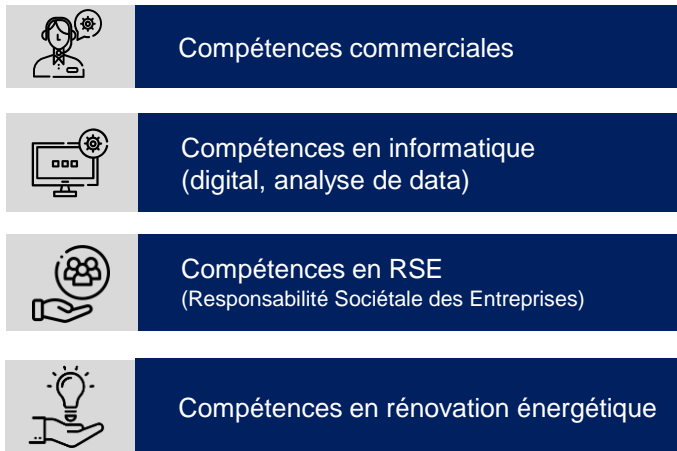 Compétences commerciales
Compétences en informatique
(digital, analyse de data)
Compétences en RSE
(Responsabilité Sociétale des Entreprises)
Compétences en rénovation énergétique